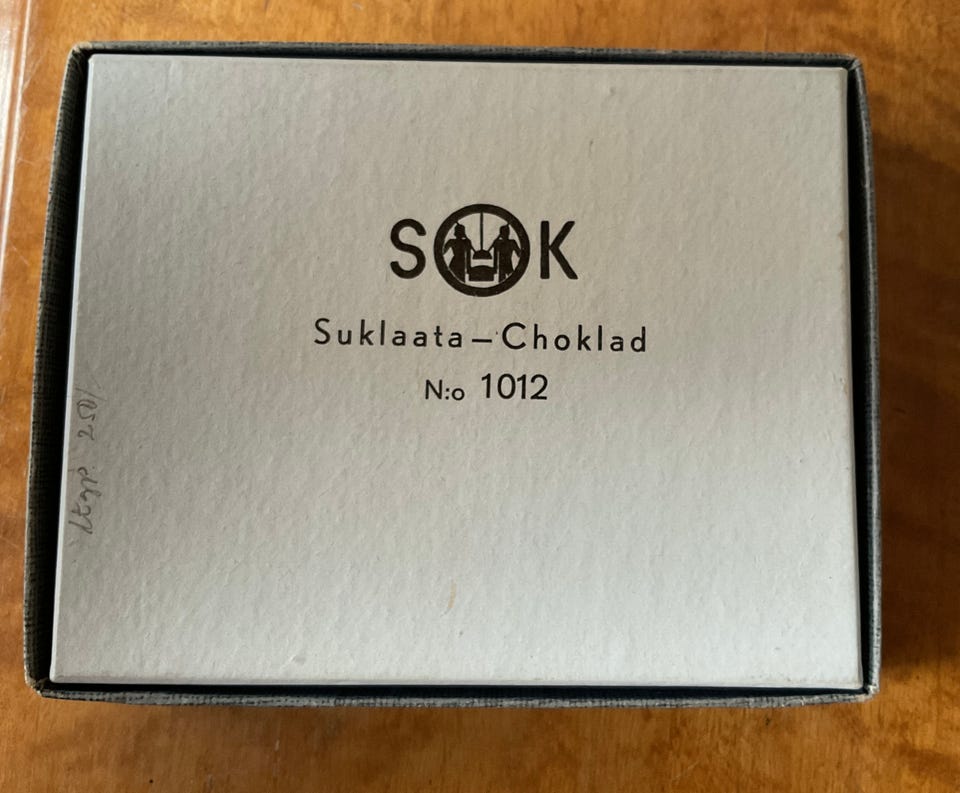 SOK
Suklaata – Choklad
N:o 1012